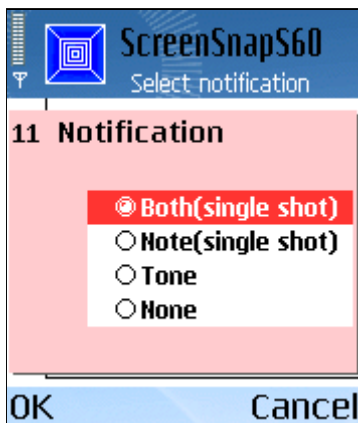 ScreenSnapS60
Select notification
11 Notification
Both(single shot)
Note(single shot)
Tone
None
OK Cancel